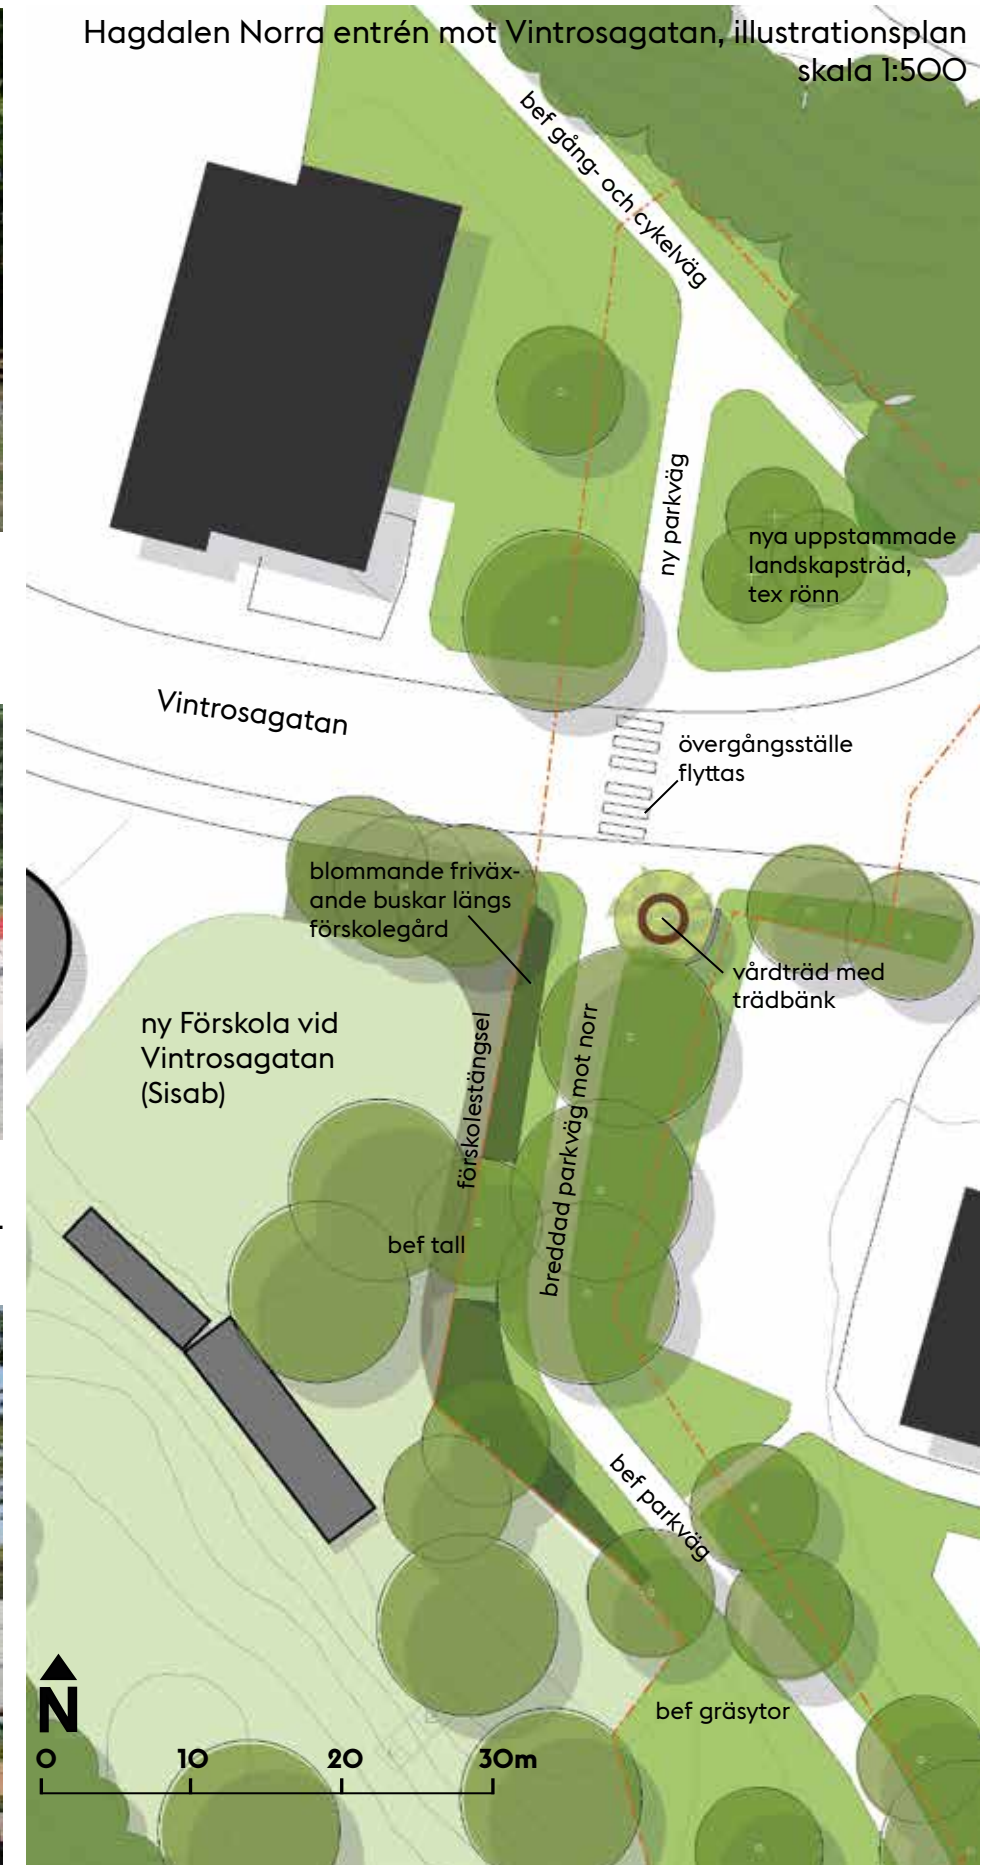 Hagdalen Norra entrén mot Vintrosagatan, illustrationsplan
skala 1:500
bef gång- och cykelväg
ny parkväg
nya uppstammade
landskapsträd,
tex rönn
Vintrosagatan
övergångsställe
flyttas
blommande friväx-
ande buskar längs
förskolegård
vårdträd med
trädbänk
ny Förskola vid
Vintrosagatan
(Sisab)
förskolestängsel
breddad parkväg mot norr
bef tall
bef parkväg
bef gräsytor
N
0 10 20 30m